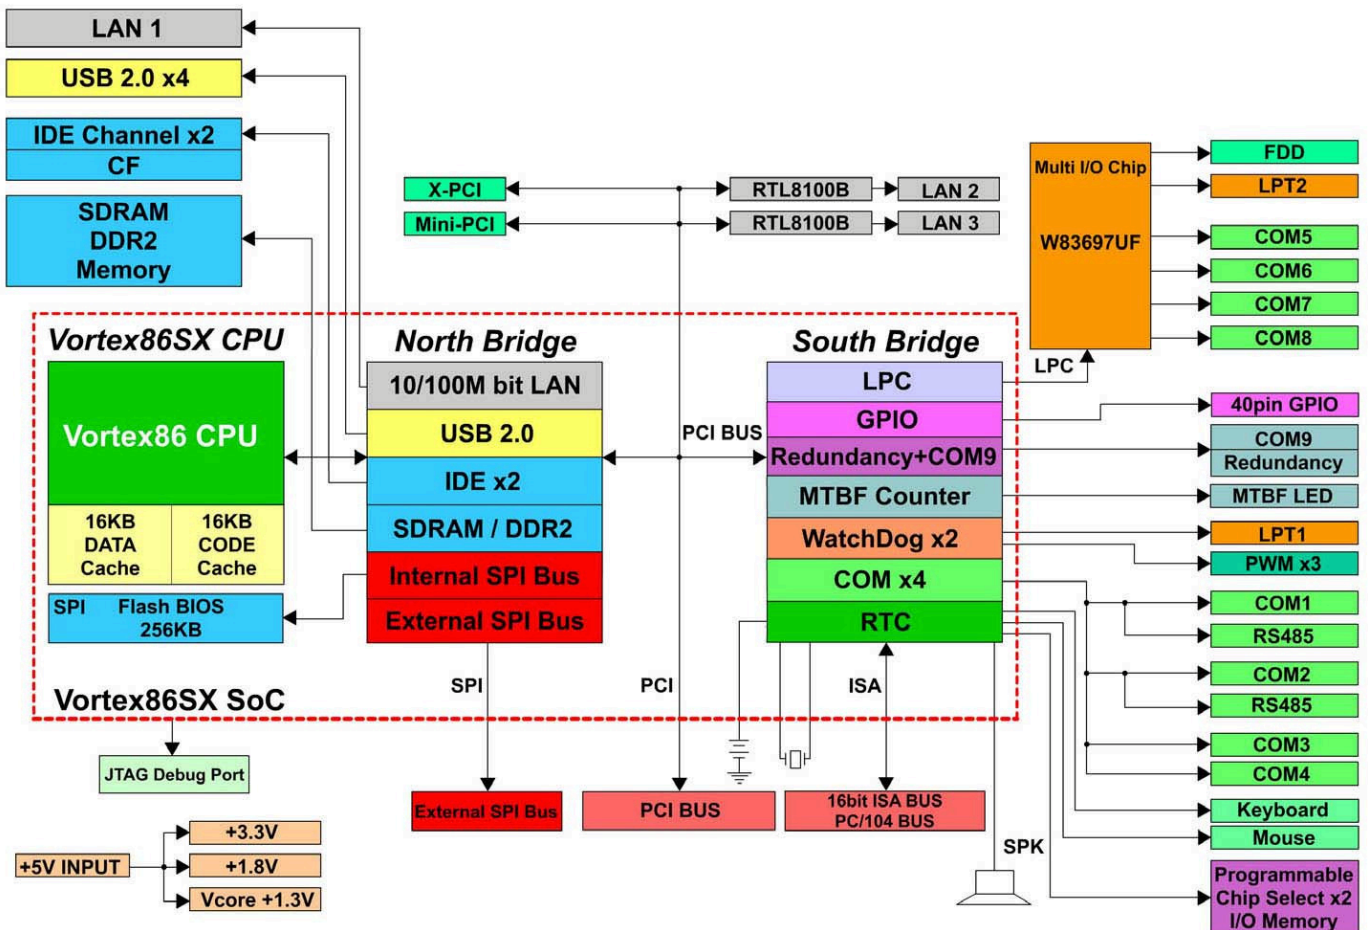 LAN 1
USB 2.0 x4
IDE Channel x2
CF
SDRAM
DDR2
Memory
X-PCI
RTL8100B
LAN 2
Mini-PCI
RTL8100B
LAN 3
Multi I/O Chip
W83697UF
FDD
LPT2
COM5
COM6
COM7
COM8
LPC
Vortex86SX CPU
Vortex86 CPU
16KB
DATA
Cache
16KB
CODE
Cache
SPI Flash BIOS
256KB
Vortex86SX SoC
North Bridge
10/100M bit LAN
USB 2.0
IDE x2
SDRAM / DDR2
Internal SPI Bus
External SPI Bus
PCI BUS
South Bridge
LPC
GPIO
Redundancy+COM9
MTBF Counter
WatchDog x2
COM x4
RTC
40pin GPIO
COM9
Redundancy
MTBF LED
LPT1
PWM x3
COM1
RS485
COM2
RS485
COM3
COM4
Keyboard
Mouse
Programmable
Chip Select x2
I/O Memory
SPI
PCI
ISA
SPK
JTAG Debug Port
External SPI Bus
PCI BUS
16bit ISA BUS
PC/104 BUS
+5V INPUT
+3.3V
+1.8V
Vcore +1.3V